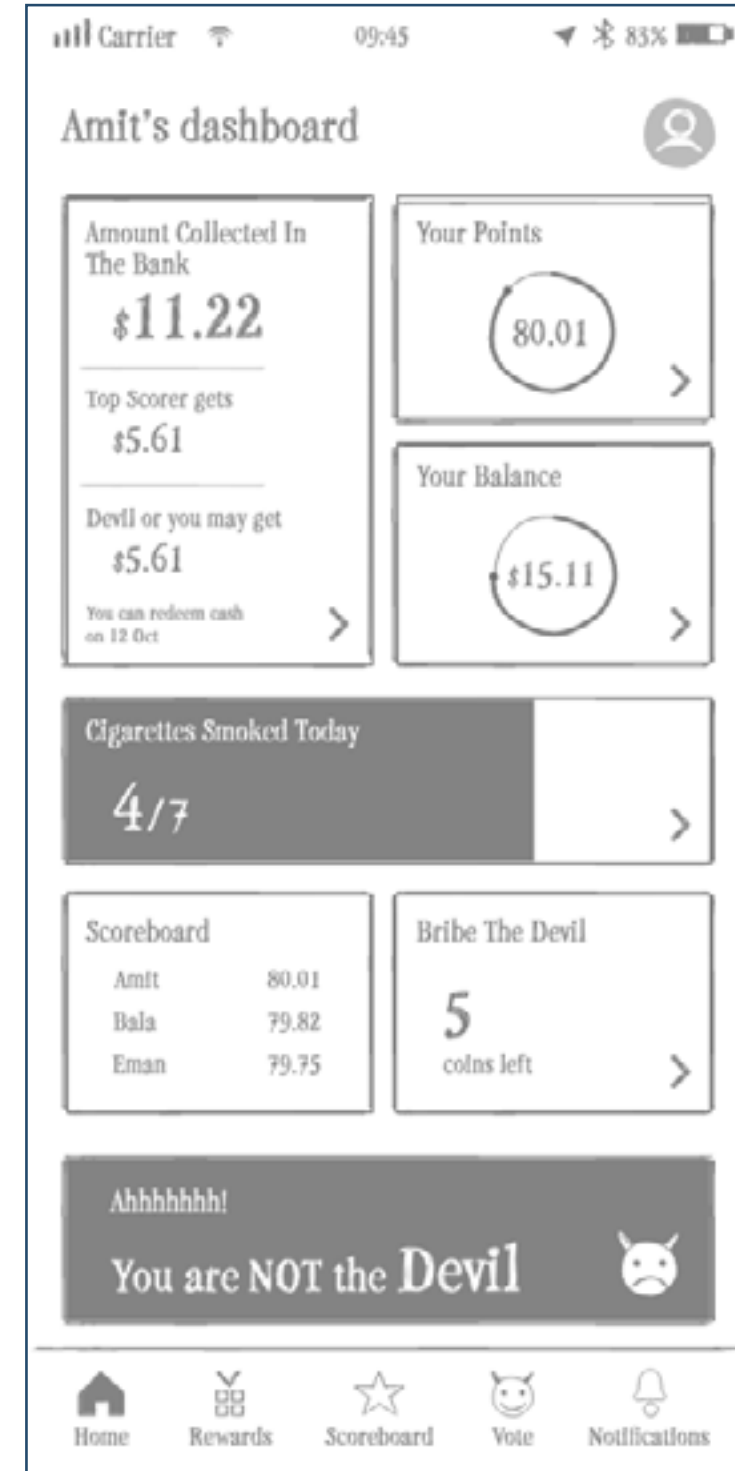 Carrier 09:45 83%
Amit's dashboard
Amount Collected In
The Bank
$11.22
Top Scorer gets
$5.61
Devil or you may get
$5.61
You can redeem cash
on 12 Oct
Your Points
80.01
Your Balance
$15.11
Cigarettes Smoked Today
4/7
Scoreboard
Amit 80.01
Bala 79.82
Eman 79.75
Bribe The Devil
5
coins left
Ahhhhhhh!
You are NOT the Devil
Home Rewards Scoreboard Vote Notifications